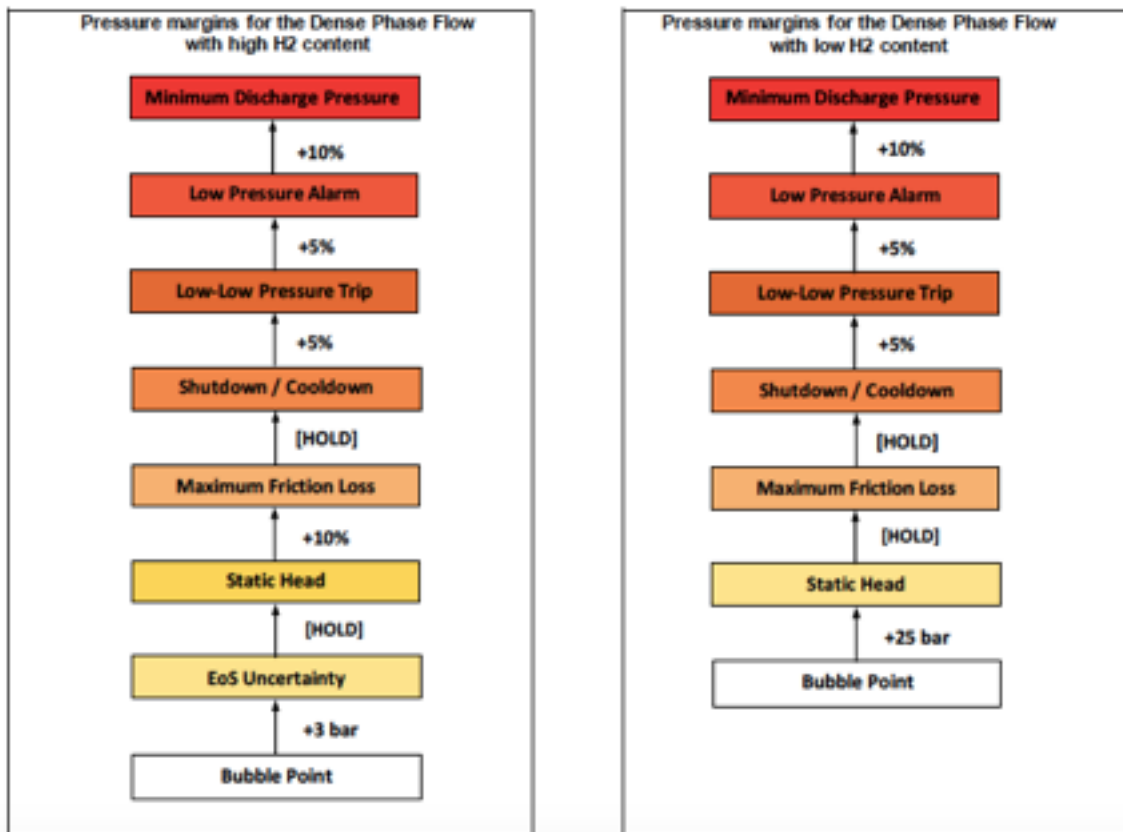 Pressure margins for the Dense Phase Flow
with high H2 content
Minimum Discharge Pressure
+10%
Low Pressure Alarm
+5%
Low-Low Pressure Trip
+5%
Shutdown / Cooldown
[HOLD]
Maximum Friction Loss
+10%
Static Head
[HOLD]
EoS Uncertainty
+3 bar
Bubble Point
Pressure margins for the Dense Phase Flow
with low H2 content
Minimum Discharge Pressure
+10%
Low Pressure Alarm
+5%
Low-Low Pressure Trip
+5%
Shutdown / Cooldown
[HOLD]
Maximum Friction Loss
[HOLD]
Static Head
+25 bar
Bubble Point